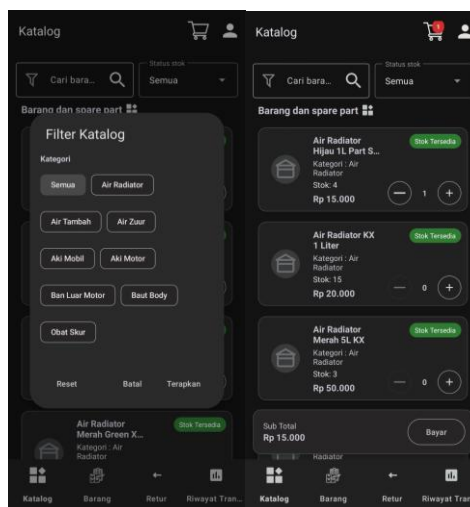 Katalog
Status stok
Cari bara...
Semua
Barang dan spare part
Filter Katalog
Kategori
Semua
Air Radiator
Air Tambah
Air Zuur
Aki Mobil
Aki Motor
Ban Luar Motor
Baut Body
Obat Skur
Reset
Batal
Terapkan
Air Radiator
Merah Green X...
Kategori : Air
Radiator
Stok Tersedia
Katalog
Barang
Retur
Riwayat Tran...
Katalog
Status stok
Cari bara...
Semua
Barang dan spare part
Air Radiator
Hijau 1L Part S...
Stok Tersedia
Kategori : Air
Radiator
Stok: 4
Rp 15.000
1
Air Radiator KX
1 Liter
Stok Tersedia
Kategori : Air
Radiator
Stok: 15
Rp 20.000
0
Air Radiator
Merah 5L KX
Stok Tersedia
Kategori : Air
Radiator
Stok: 3
Rp 50.000
0
Sub Total
Rp 15.000
Bayar
Radiator
Katalog
Barang
Retur
Riwayat Tran